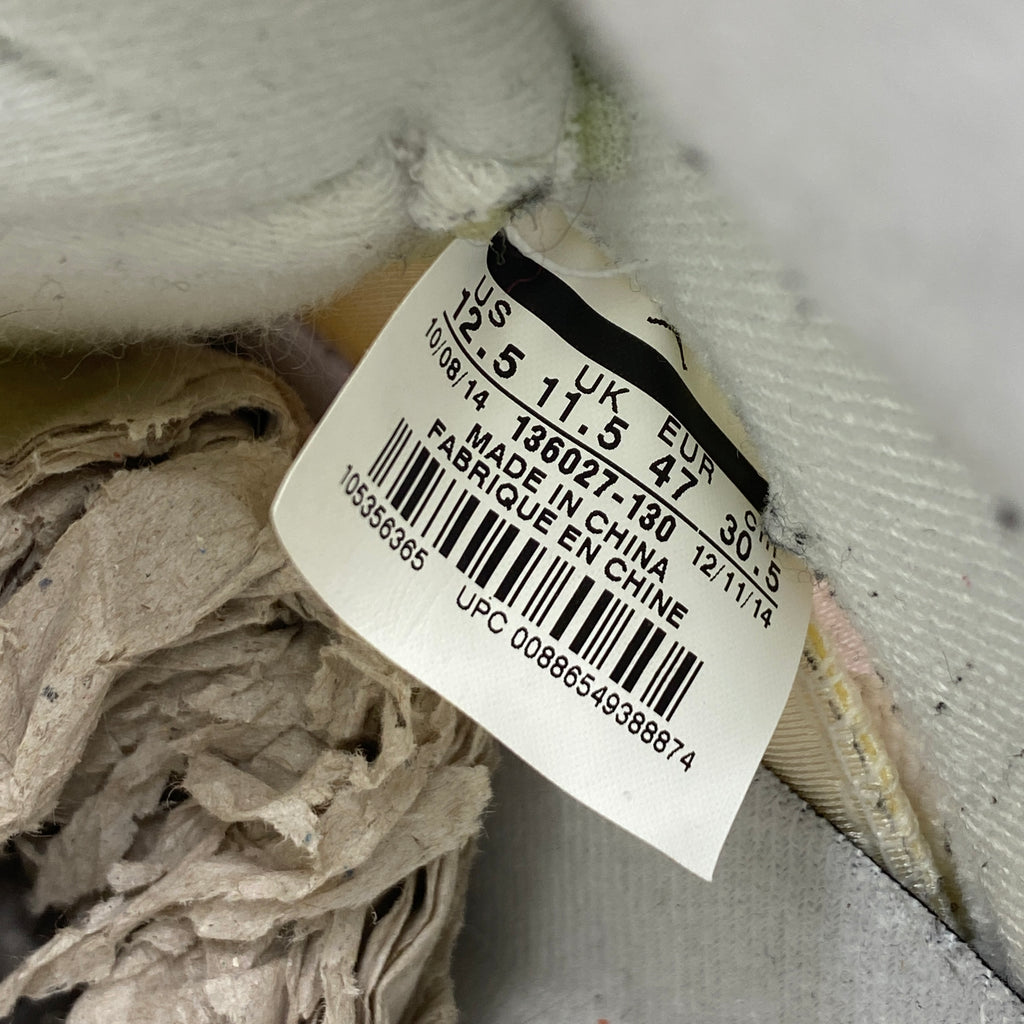 US UK EUR cm
12.5 11.5 47 30.5
10/08/14 136027-130 12/11/14
MADE IN CHINA
FABRIQUE EN CHINE
105356365 UPC 00886549388874